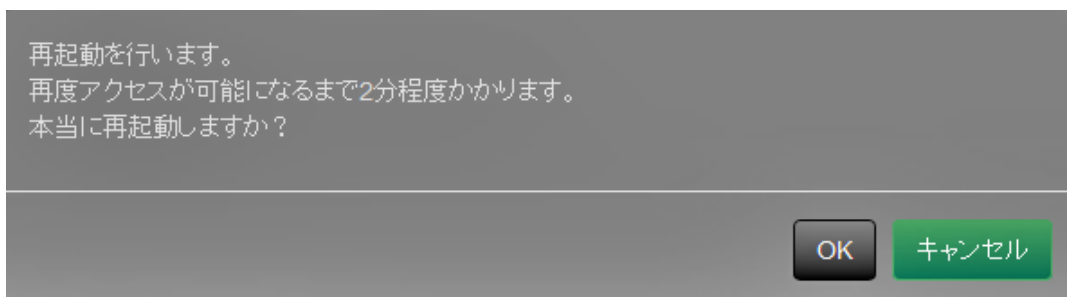 再起動を行います。
再度アクセスが可能になるまで2分程度かかります。
本当に再起動しますか？
OK キャンセル